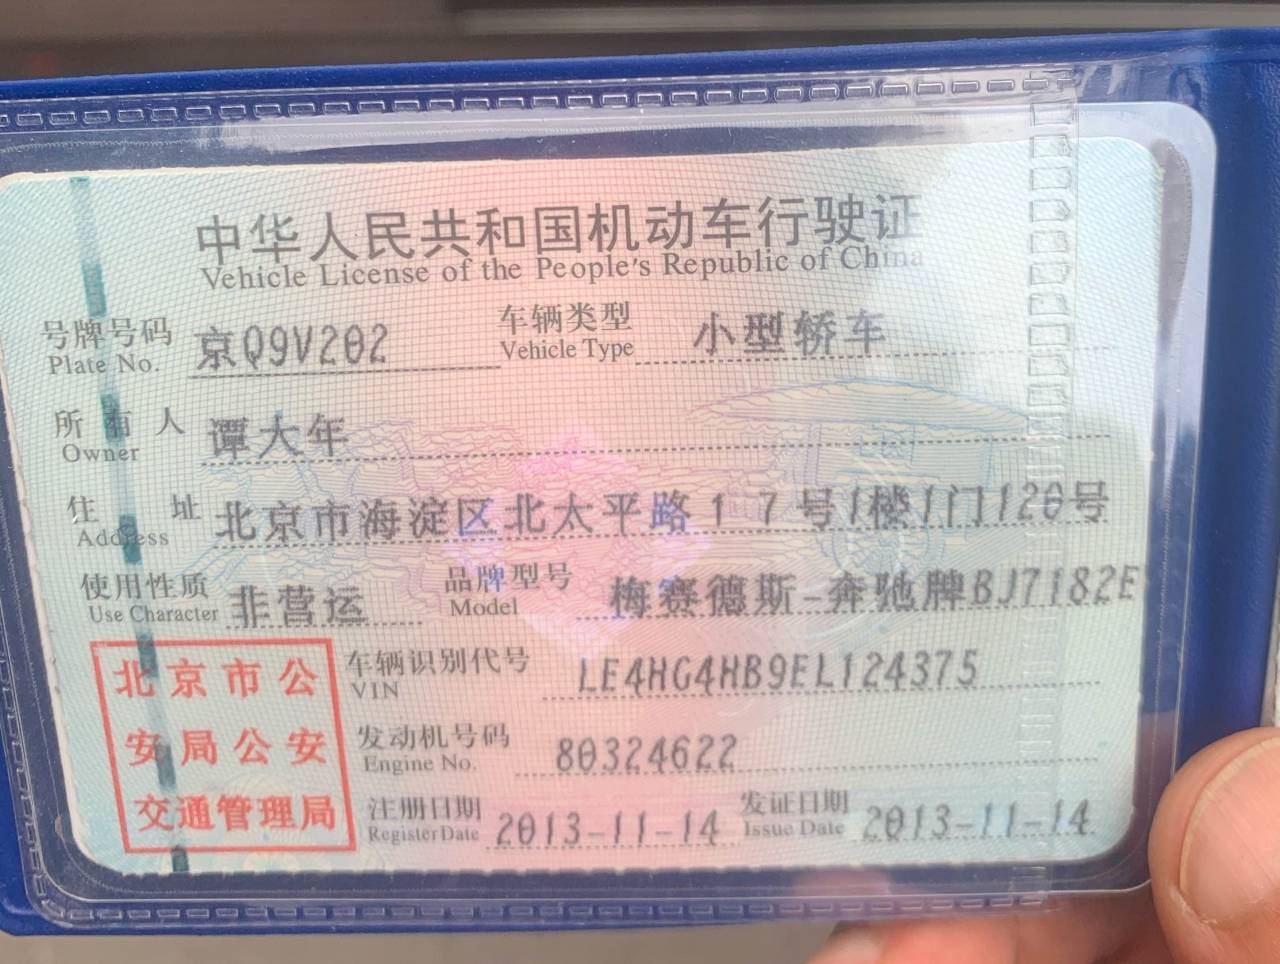 中华人民共和国机动车行驶证
Vehicle License of the People's Republic of China
号牌号码 京Q9V202 车辆类型 小型轿车
Plate No. Vehicle Type
所有人 谭大年
Owner
住址 北京市海淀区北太平路17号1楼1门120号
Address
使用性质 非营运 品牌型号 梅赛德斯-奔驰牌BJ7182E
Use Character Model
北京市公
安局公安
交通管理局
车辆识别代号 LE4HG4HB9EL124375
VIN
发动机号码 80324622
Engine No.
注册日期 2013-11-14 发证日期 2013-11-14
Register Date Issue Date